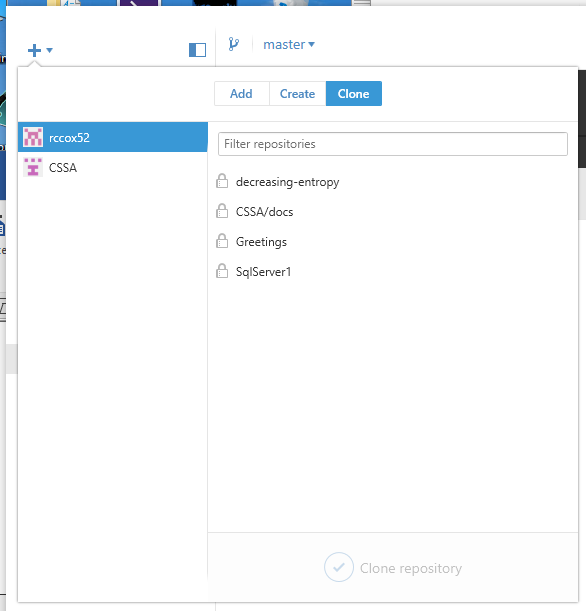 master
Add
Create
Clone
rccox52
CSSA
Filter repositories
decreasing-entropy
CSSA/docs
Greetings
SqlServer1
Clone repository